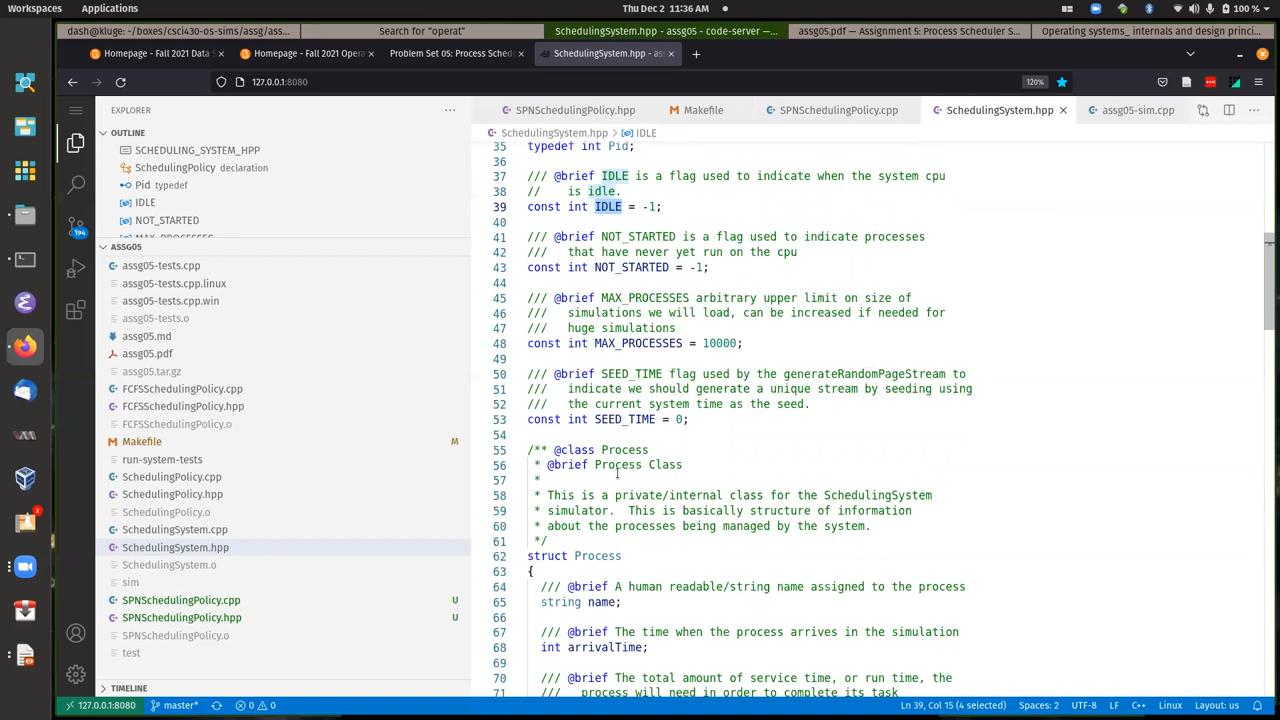 Workspaces
Applications
Thu Dec 2 11:36 AM
100 %
dash@kluge: ~/boxes/csci430-os-sims/assg/ass...
Search for "operat"
SchedulingSystem.hpp - assg05 - code-server —...
assg05.pdf — Assignment 5: Process Scheduler S...
Operating systems_ internals and design princi...
Homepage - Fall 2021 Data S
Homepage - Fall 2021 Opera
Problem Set 05: Process Sched
SchedulingSystem.hpp - ass
127.0.0.1:8080
120%
EXPLORER
SPNSchedulingPolicy.hpp
Makefile
SPNSchedulingPolicy.cpp
SchedulingSystem.hpp
assg05-sim.cpp
OUTLINE
SCHEDULING_SYSTEM_HPP
SchedulingPolicy declaration
Pid typedef
IDLE
NOT_STARTED
MAX_PROCESSES
194
ASSG05
assg05-tests.cpp
assg05-tests.cpp.linux
assg05-tests.cpp.win
assg05-tests.o
assg05.md
assg05.pdf
assg05.tar.gz
FCFSSchedulingPolicy.cpp
FCFSSchedulingPolicy.hpp
FCFSSchedulingPolicy.o
Makefile M
run-system-tests
SchedulingPolicy.cpp
SchedulingPolicy.hpp
SchedulingPolicy.o
SchedulingSystem.cpp
SchedulingSystem.hpp
SchedulingSystem.o
sim
SPNSchedulingPolicy.cpp U
SPNSchedulingPolicy.hpp U
SPNSchedulingPolicy.o
test
TIMELINE
2
SchedulingSystem.hpp > IDLE
35 typedef int Pid;
36
37 /// @brief IDLE is a flag used to indicate when the system cpu
38 // is idle.
39 const int IDLE = -1;
40
41 /// @brief NOT_STARTED is a flag used to indicate processes
42 /// that have never yet run on the cpu
43 const int NOT_STARTED = -1;
44
45 /// @brief MAX_PROCESSES arbitrary upper limit on size of
46 /// simulations we will load, can be increased if needed for
47 /// huge simulations
48 const int MAX_PROCESSES = 10000;
49
50 /// @brief SEED_TIME flag used by the generateRandomPageStream to
51 /// indicate we should generate a unique stream by seeding using
52 /// the current system time as the seed.
53 const int SEED_TIME = 0;
54
55 /** @class Process
56 * @brief Process Class
57 *
58 * This is a private/internal class for the SchedulingSystem
59 * simulator. This is basically structure of information
60 * about the processes being managed by the system.
61 */
62 struct Process
63 {
64 /// @brief A human readable/string name assigned to the process
65 string name;
66
67 /// @brief The time when the process arrives in the simulation
68 int arrivalTime;
69
70 /// @brief The total amount of service time, or run time, the
71 /// process will need in order to complete its task
127.0.0.1:8080
master*
0
0
Ln 39, Col 15 (4 selected)
Spaces: 2
UTF-8
LF
C++
Linux
Layout: us